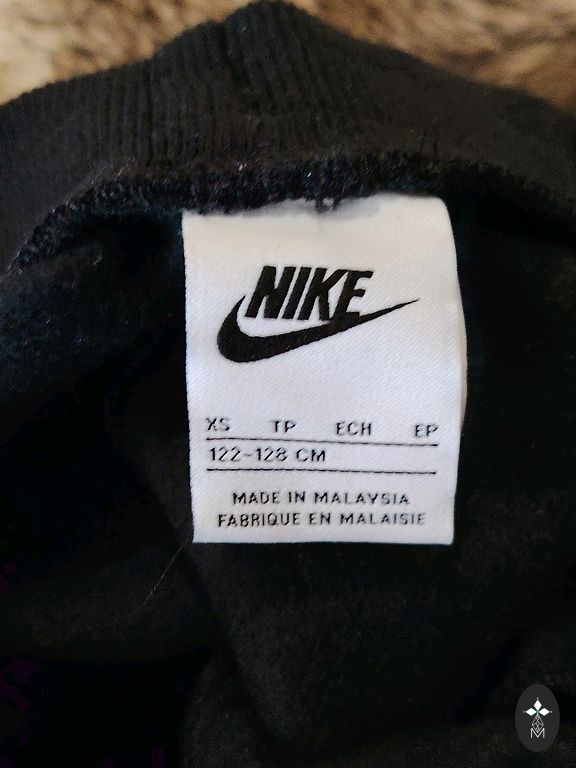 NIKE
XS TP ECH EP
122-128 CM
MADE IN MALAYSIA
FABRIQUE EN MALAISIE
M